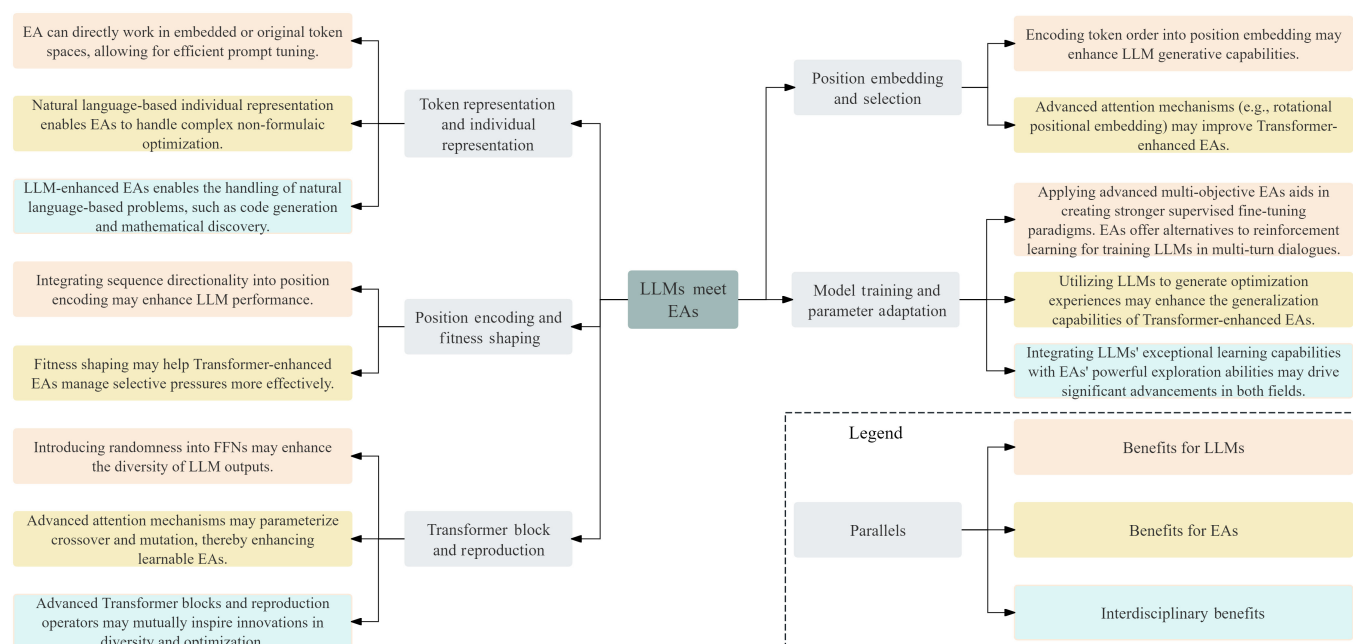 EA can directly work in embedded or original token
spaces, allowing for efficient prompt tuning.
Natural language-based individual representation
enables EAs to handle complex non-formulaic
optimization.
LLM-enhanced EAs enables the handling of natural
language-based problems, such as code generation
and mathematical discovery.
Token representation
and individual
representation
Integrating sequence directionality into position
encoding may enhance LLM performance.
Fitness shaping may help Transformer-enhanced
EAs manage selective pressures more effectively.
Position encoding and
fitness shaping
Introducing randomness into FFNs may enhance
the diversity of LLM outputs.
Advanced attention mechanisms may parameterize
crossover and mutation, thereby enhancing
learnable EAs.
Advanced Transformer blocks and reproduction
operators may mutually inspire innovations in
diversity and optimization.
Transformer block
and reproduction
LLMs meet
EAs
Position embedding
and selection
Encoding token order into position embedding may
enhance LLM generative capabilities.
Advanced attention mechanisms (e.g., rotational
positional embedding) may improve Transformer-
enhanced EAs.
Model training and
parameter adaptation
Applying advanced multi-objective EAs aids in
creating stronger supervised fine-tuning
paradigms. EAs offer alternatives to reinforcement
learning for training LLMs in multi-turn dialogues.
Utilizing LLMs to generate optimization
experiences may enhance the generalization
capabilities of Transformer-enhanced EAs.
Integrating LLMs' exceptional learning capabilities
with EAs' powerful exploration abilities may drive
significant advancements in both fields.
Legend
Parallels
Benefits for LLMs
Benefits for EAs
Interdisciplinary benefits